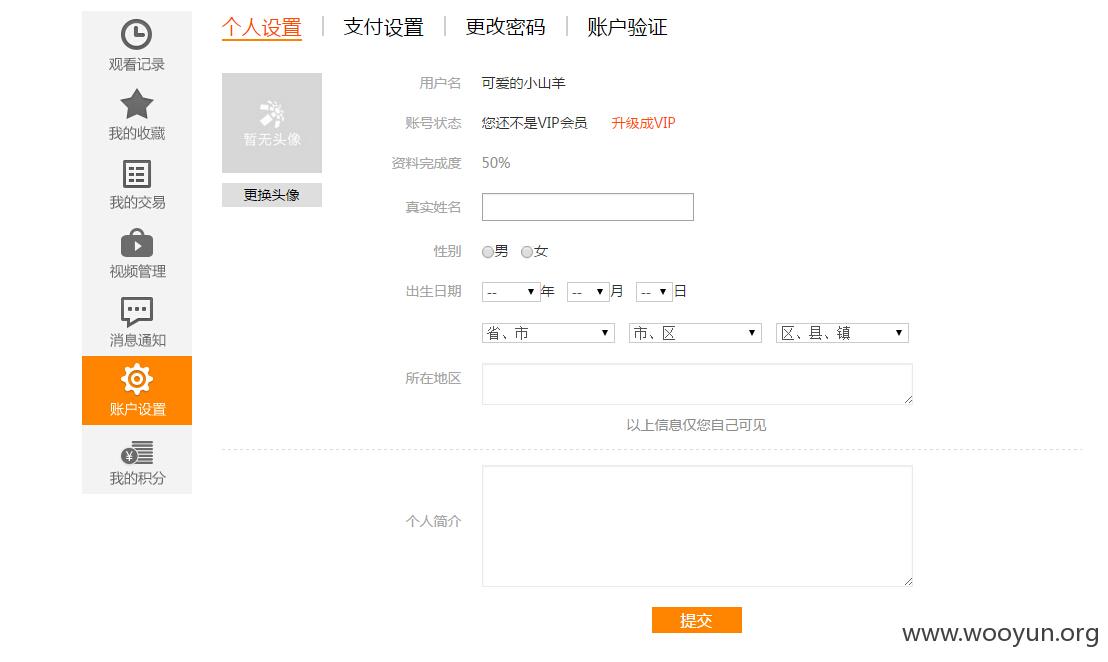 个人设置 支付设置 更改密码 账户验证
观看记录
我的收藏
我的交易
视频管理
消息通知
账户设置
¥
我的积分
暂无头像
更换头像
用户名 可爱的小山羊
账号状态 您还不是VIP会员 升级成VIP
资料完成度 50%
真实姓名
性别 男 女
出生日期 -- 年 -- 月 -- 日
省、市 市、区 区、县、镇
所在地区
以上信息仅您自己可见
个人简介
提交
www.wooyun.org